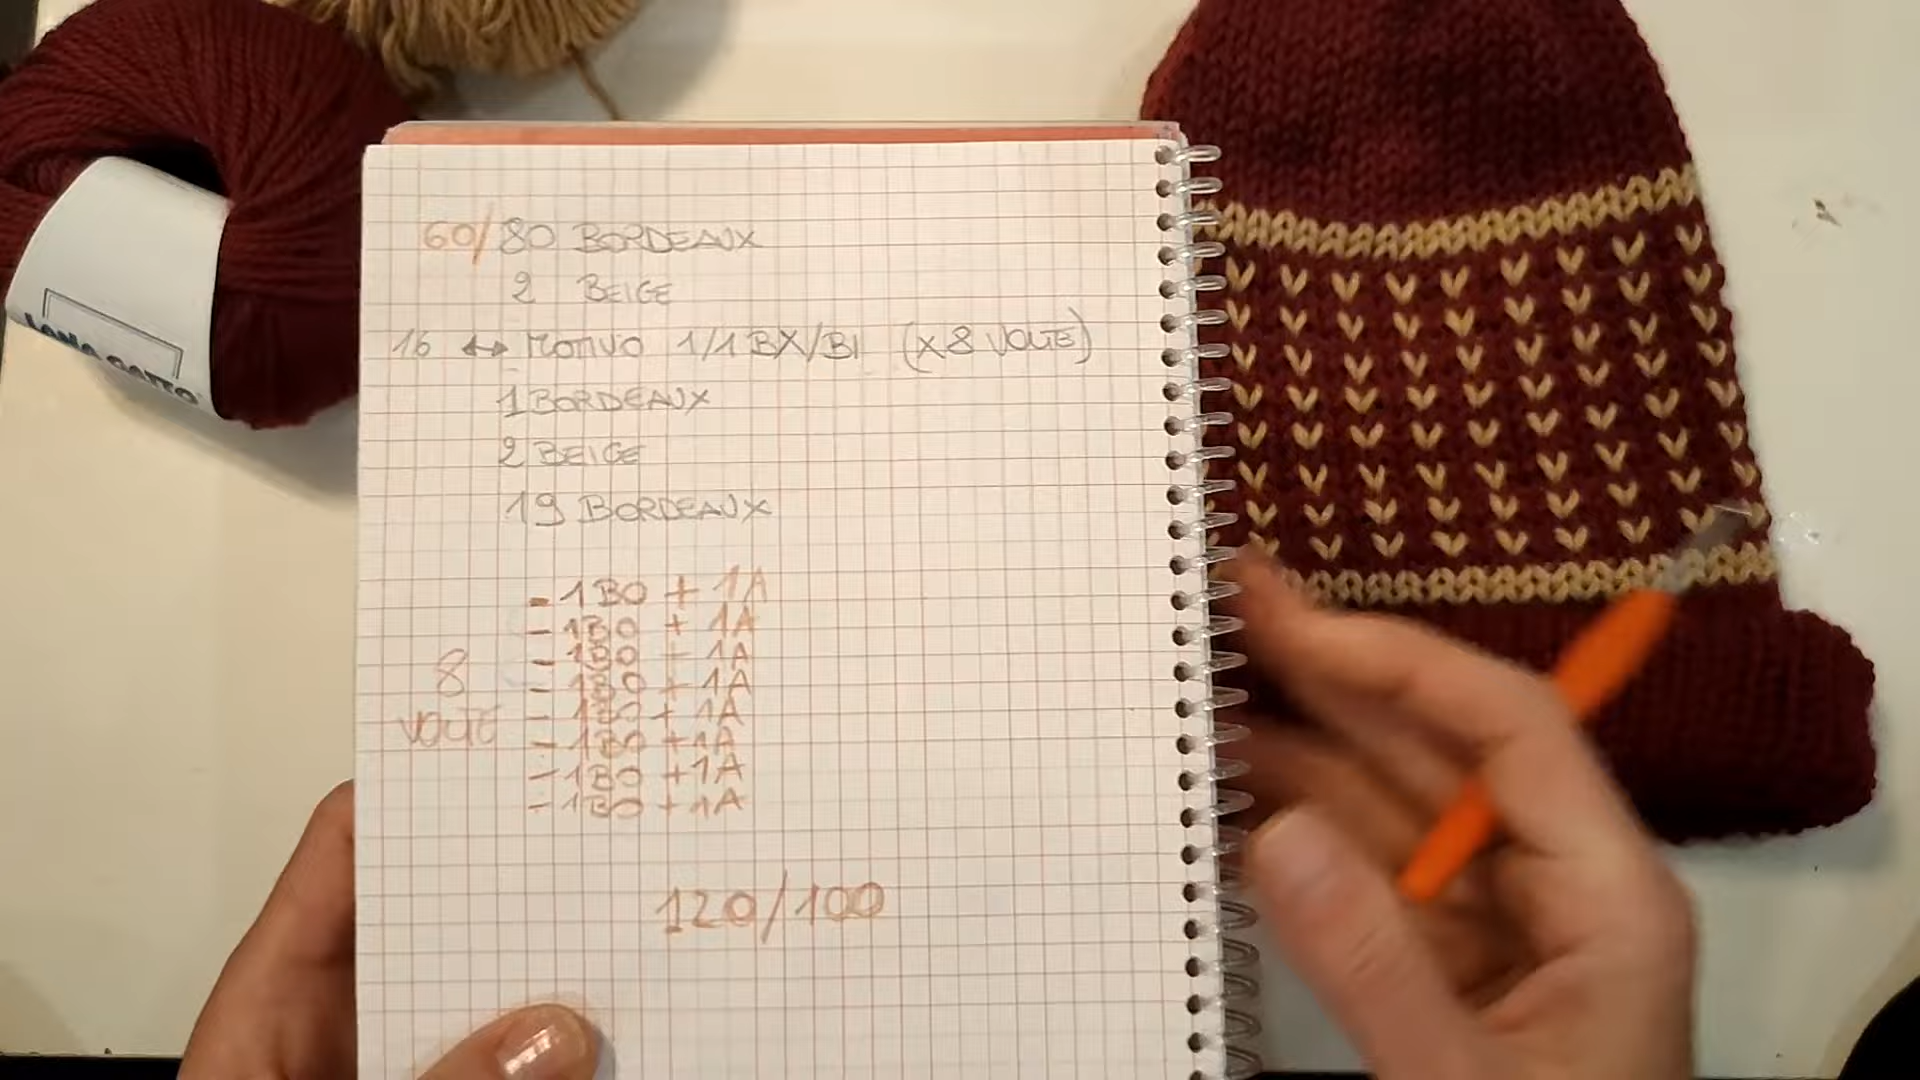 LANA GATTO
60/80 BORDEAUX
2 BEIGE
16 ↔ MOTIVO 1/1 BX/BI (x8 VOLTE)
1 BORDEAUX
2 BEIGE
19 BORDEAUX
- 1BO + 1A
- 1BO + 1A
- 1BO + 1A
- 1BO + 1A
- 1BO + 1A
- 1BO + 1A
- 1BO + 1A
- 1BO + 1A
8
VOLTE
120/100